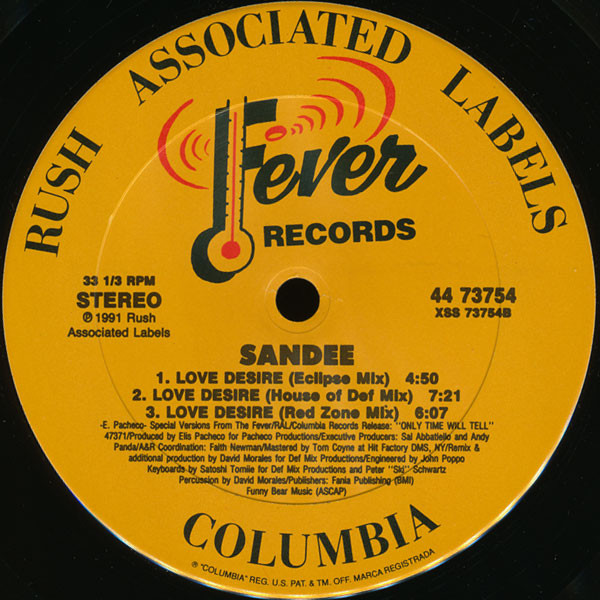 RUSH ASSOCIATED LABELS
Fever
RECORDS
33 1/3 RPM
STEREO
℗ 1991 Rush
Associated Labels
44 73754
XSS 73754B
SANDEE
1. LOVE DESIRE (Eclipse Mix) 4:50
2. LOVE DESIRE (House of Def Mix) 7:21
3. LOVE DESIRE (Red Zone Mix) 6:07
-E. Pacheco- Special Versions From The Fever/RAL/Columbia Records Release: "ONLY TIME WILL TELL"
47371/Produced by Elis Pacheco for Pacheco Productions/Executive Producers: Sal Abbatiello and Andy
Panda/A&R Coordination: Faith Newman/Mastered by Tom Coyne at Hit Factory DMS, NY/Remix &
additional production by David Morales for Def Mix Productions/Engineered by John Poppo
Keyboards by Satoshi Tomiie for Def Mix Productions and Peter "Ski" Schwartz
Percussion by David Morales/Publishers: Fania Publishing (BMI)
Funny Bear Music (ASCAP)
COLUMBIA
® "COLUMBIA" REG. U.S. PAT. & TM. OFF. MARCA REGISTRADA